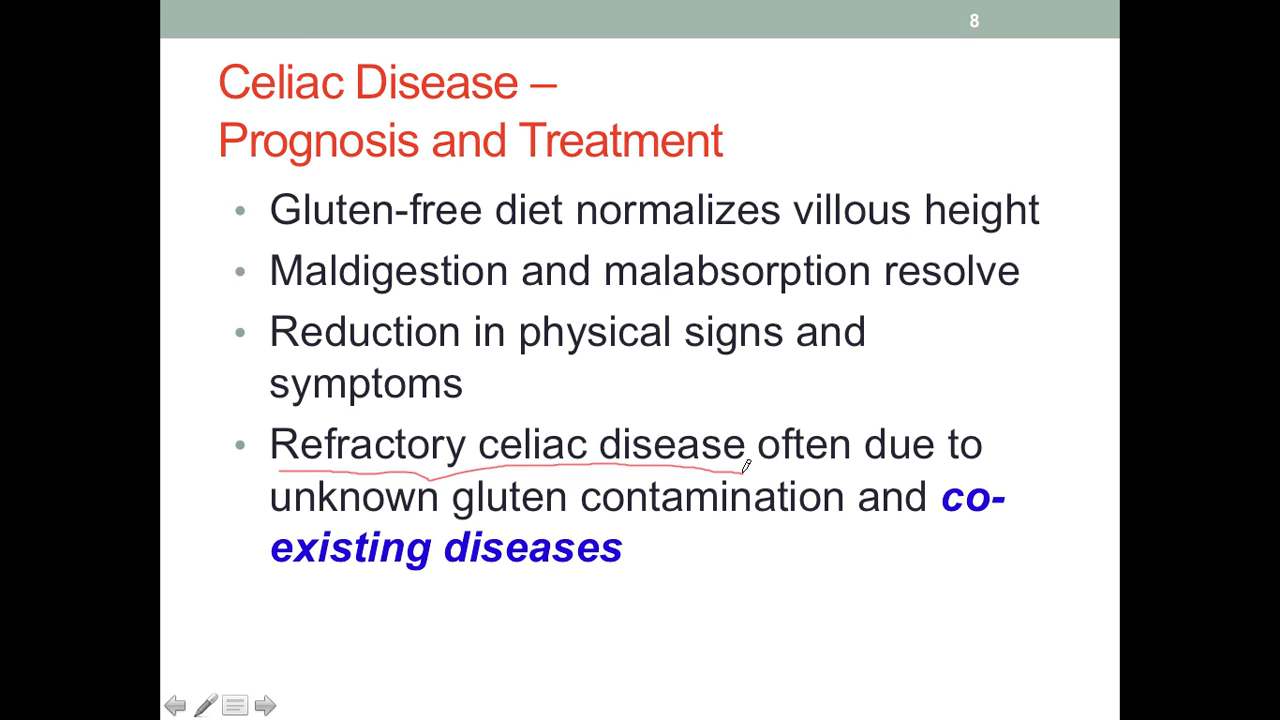 8
Celiac Disease –
Prognosis and Treatment
• Gluten-free diet normalizes villous height
• Maldigestion and malabsorption resolve
• Reduction in physical signs and
symptoms
• Refractory celiac disease often due to
unknown gluten contamination and co-
existing diseases